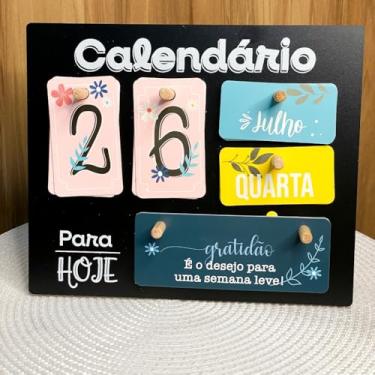 Calendário
2 6
Julho
QUARTA
Para
HOJE
gratidão
É o desejo para
uma semana leve!